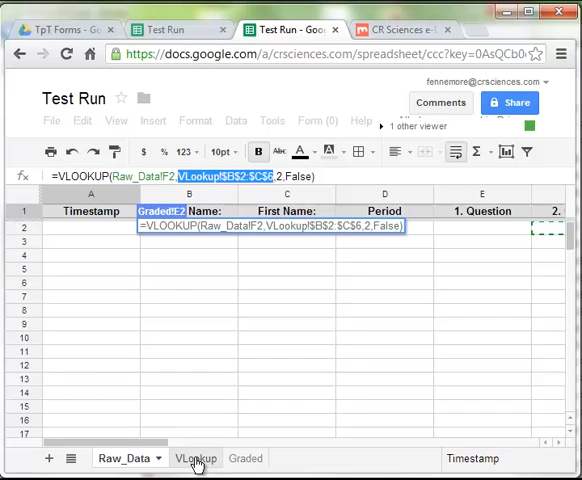 TpT Forms - Go
Test Run
Test Run - Goo
CR Sciences e-L
https://docs.google.com/a/crsciences.com/spreadsheet/ccc?key=0AsQCb0
fennemore@crsciences.com
Test Run
Comments
Share
File Edit View Insert Format Data Tools Form (0) Help
1 other viewer
$ % 123 10pt B Abc A Σ
fx =VLOOKUP(Raw_Data!F2,VLookup!$B$2:$C$6,2,False)
A B C D E
1 Timestamp Graded!E2 Name: First Name: Period 1. Question 2.
2 =VLOOKUP(Raw_Data!F2,VLookup!$B$2:$C$6,2,False)
3
4
5
6
7
8
9
10
11
12
13
14
15
16
17
+ Raw_Data VLookup Graded Timestamp